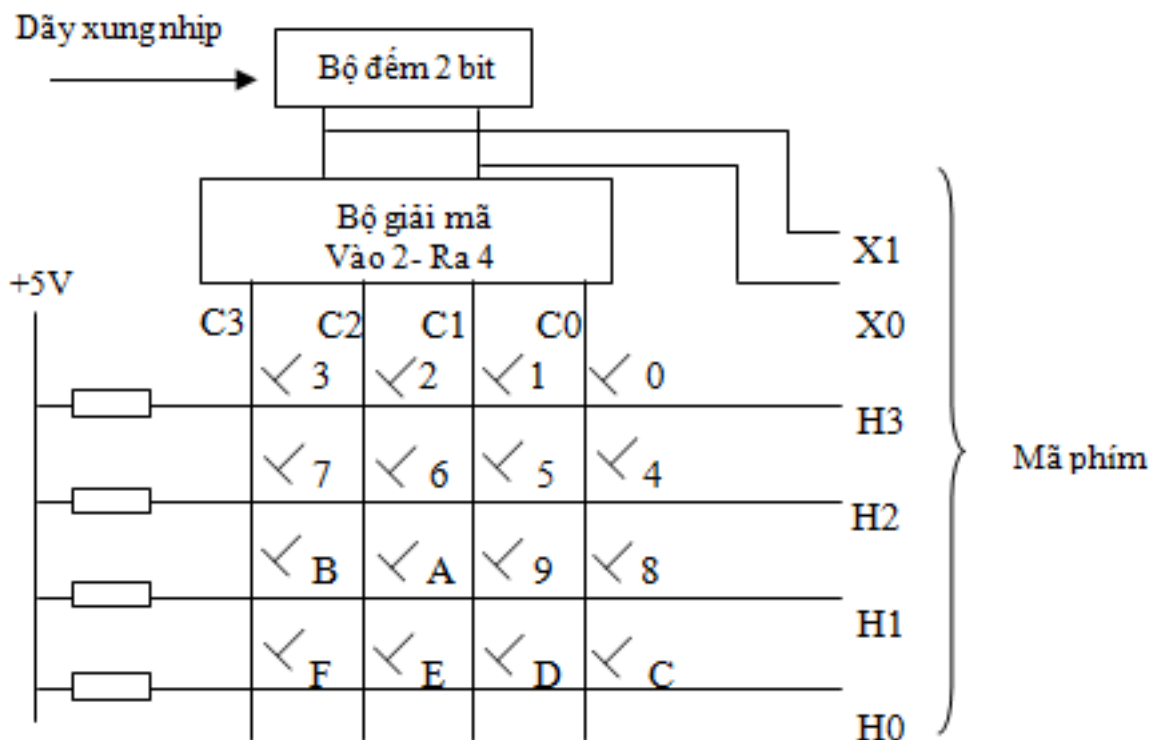 Dãy xung nhịp
Bộ đếm 2 bit
Bộ giải mã
Vào 2- Ra 4
X1
+5V
C3 C2 C1 C0
X0
3 2 1 0
H3
7 6 5 4
Mã phím
H2
B A 9 8
H1
F E D C
H0